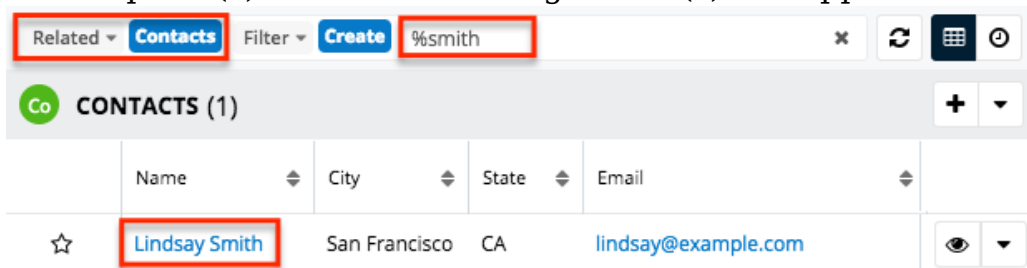 Related Contacts Filter Create %smith
Co CONTACTS (1)
Name City State Email
Lindsay Smith San Francisco CA lindsay@example.com